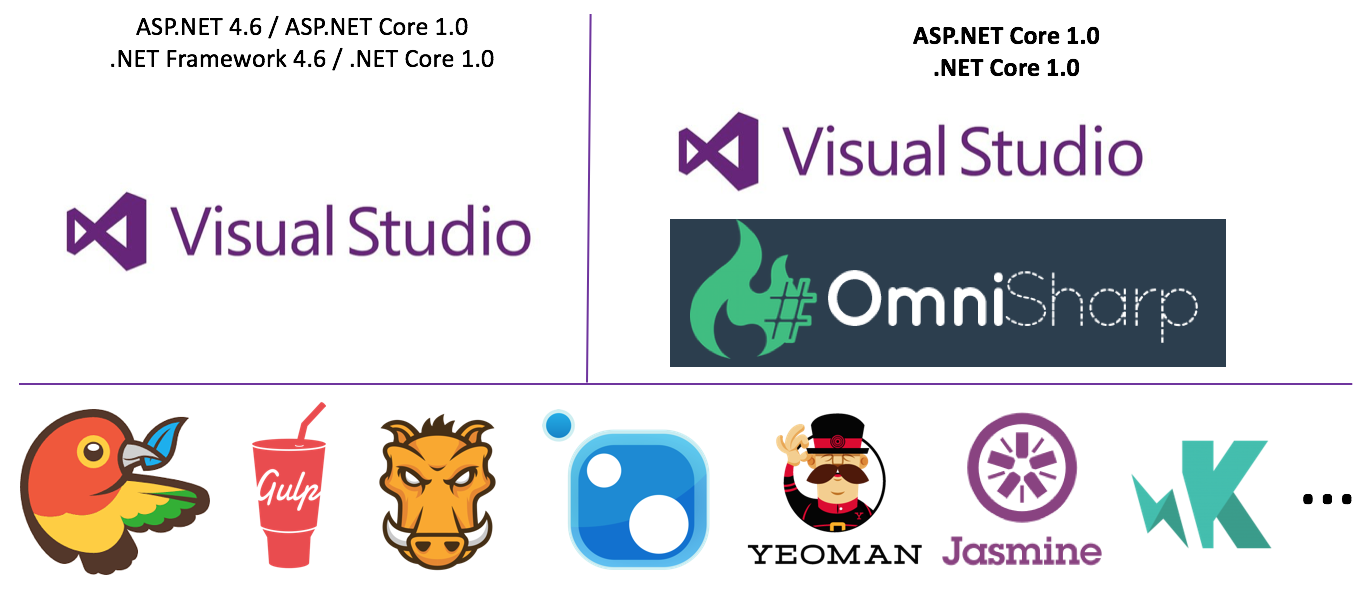 ASP.NET 4.6 / ASP.NET Core 1.0
.NET Framework 4.6 / .NET Core 1.0
Visual Studio
ASP.NET Core 1.0
.NET Core 1.0
Visual Studio
#OmniSharp
Gulp
Y
YEOMAN
Jasmine
K
...